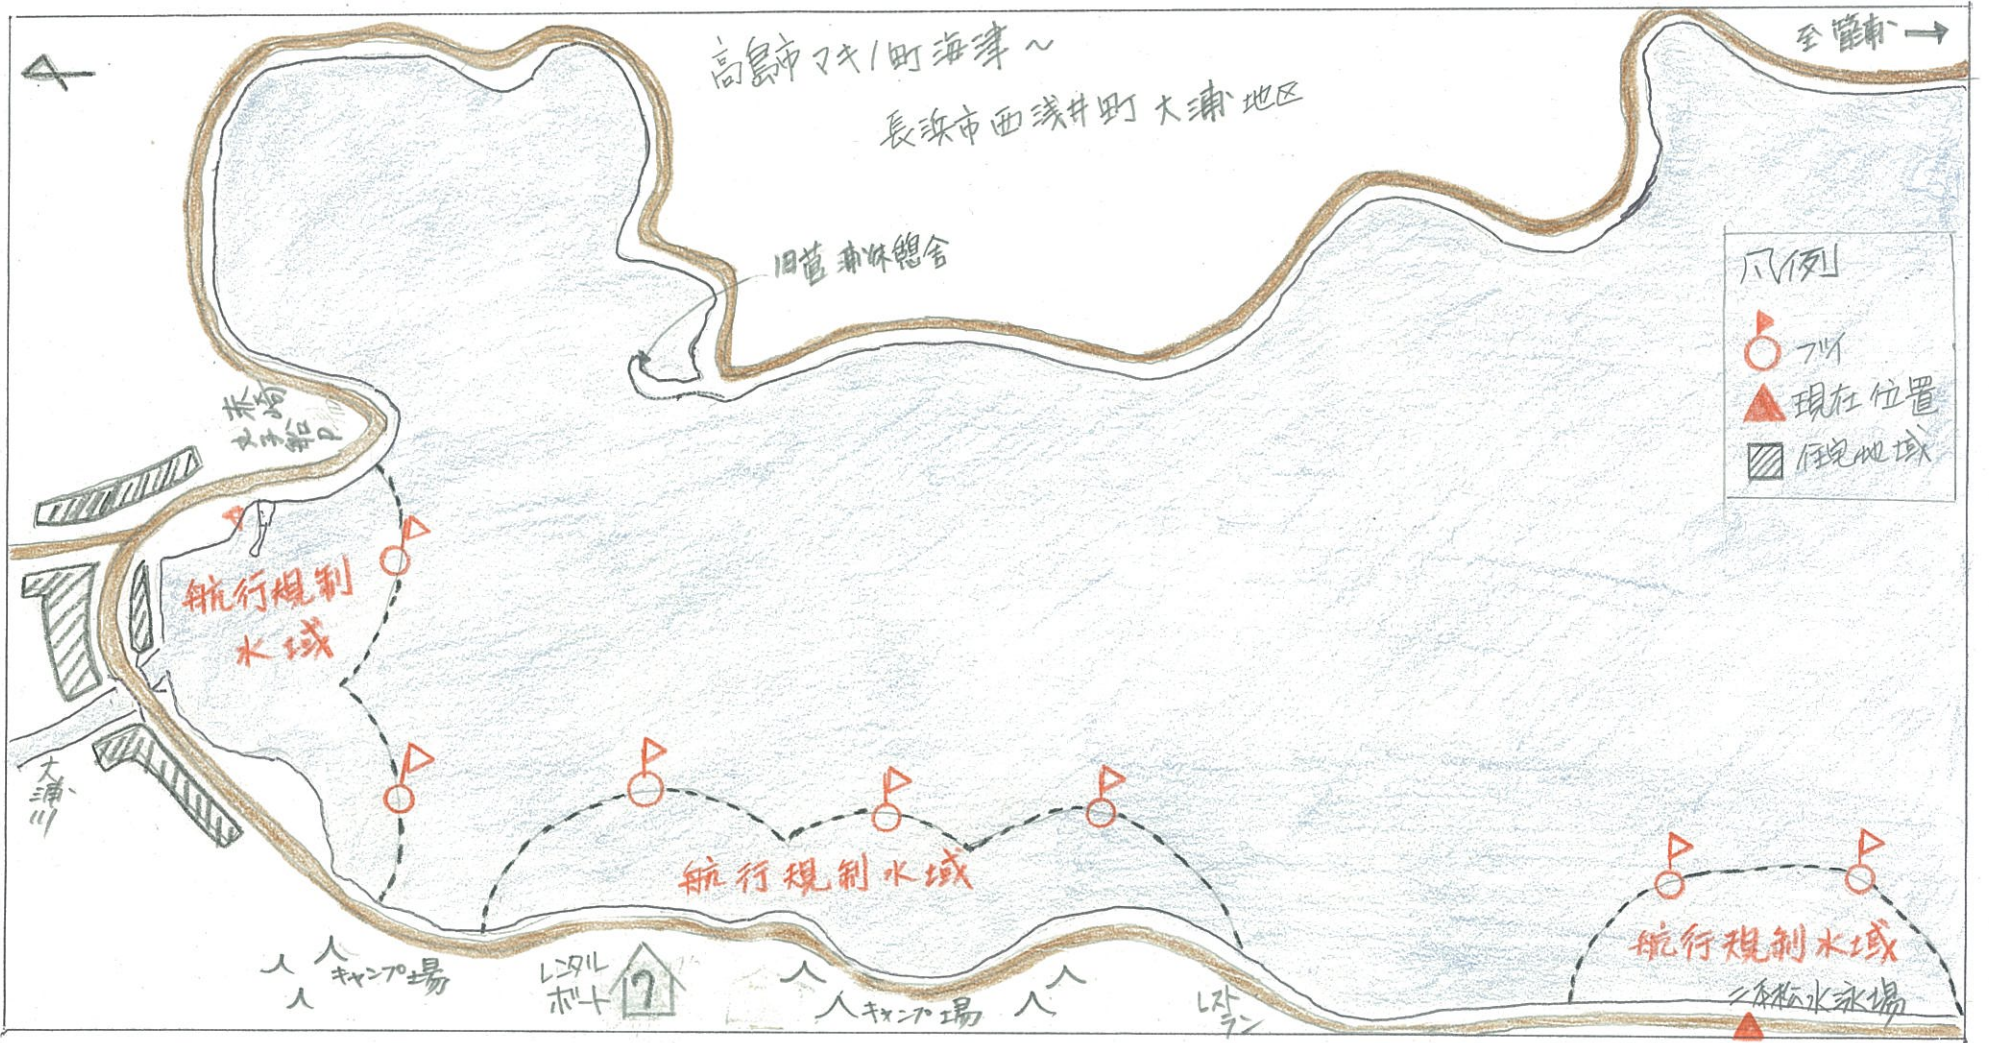 高島市マキノ町海津～
長浜市西浅井町大浦地区
至 菅浦 →
旧菅浦休憩舎
凡例
ブイ
現在位置
住宅地域
丸子船
航行規制
水域
大浦川
航行規制水域
航行規制水域
二本松水泳場
キャンプ場
レンタル
ボート
キャンプ場
レスト
ラン